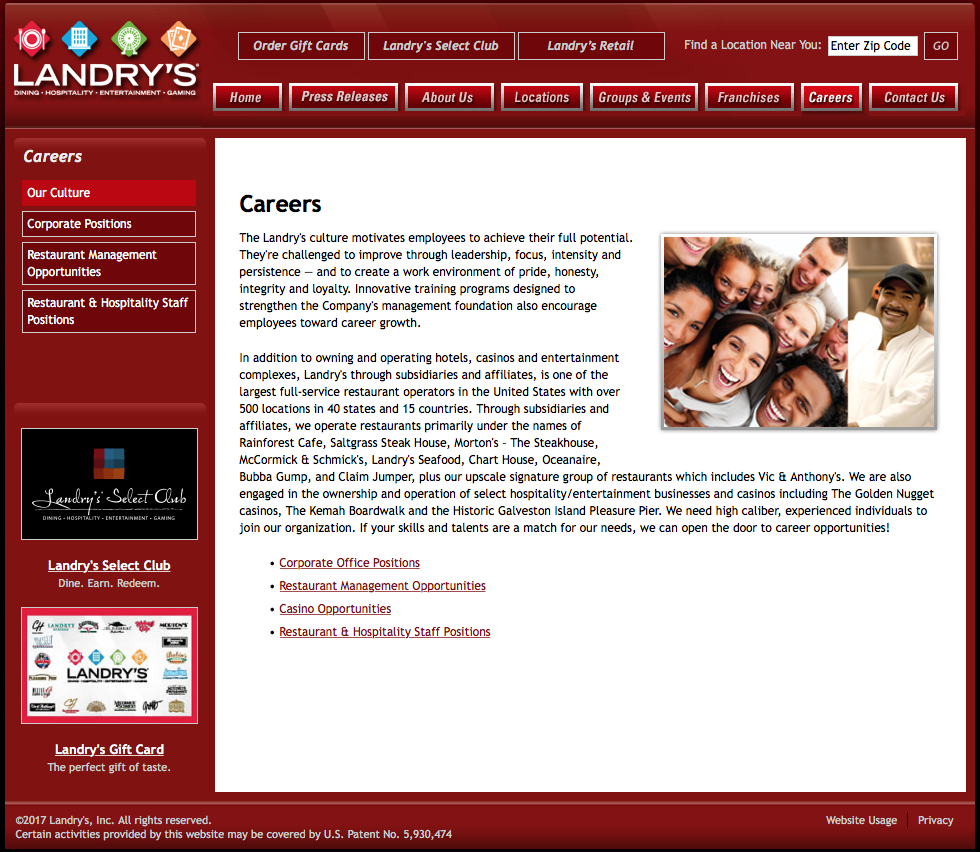 LANDRY'S®
DINING • HOSPITALITY • ENTERTAINMENT • GAMING
Order Gift Cards
Landry's Select Club
Landry's Retail
Find a Location Near You:
Enter Zip Code
GO
Home
Press Releases
About Us
Locations
Groups & Events
Franchises
Careers
Contact Us
Careers
Our Culture
Corporate Positions
Restaurant Management
Opportunities
Restaurant & Hospitality Staff
Positions
Landry's Select Club
DINING • HOSPITALITY • ENTERTAINMENT • GAMING
Landry's Select Club
Dine. Earn. Redeem.
LANDRY'S
MORTON'S
LANDRY'S
DINING • HOSPITALITY • ENTERTAINMENT • GAMING
Landry's Gift Card
The perfect gift of taste.
Careers
The Landry's culture motivates employees to achieve their full potential.
They're challenged to improve through leadership, focus, intensity and
persistence — and to create a work environment of pride, honesty,
integrity and loyalty. Innovative training programs designed to
strengthen the Company's management foundation also encourage
employees toward career growth.
In addition to owning and operating hotels, casinos and entertainment
complexes, Landry's through subsidiaries and affiliates, is one of the
largest full-service restaurant operators in the United States with over
500 locations in 40 states and 15 countries. Through subsidiaries and
affiliates, we operate restaurants primarily under the names of
Rainforest Cafe, Saltgrass Steak House, Morton's - The Steakhouse,
McCormick & Schmick's, Landry's Seafood, Chart House, Oceanaire,
Bubba Gump, and Claim Jumper, plus our upscale signature group of restaurants which includes Vic & Anthony's. We are also
engaged in the ownership and operation of select hospitality/entertainment businesses and casinos including The Golden Nugget
casinos, The Kemah Boardwalk and the Historic Galveston Island Pleasure Pier. We need high caliber, experienced individuals to
join our organization. If your skills and talents are a match for our needs, we can open the door to career opportunities!
• Corporate Office Positions
• Restaurant Management Opportunities
• Casino Opportunities
• Restaurant & Hospitality Staff Positions
©2017 Landry's, Inc. All rights reserved.
Certain activities provided by this website may be covered by U.S. Patent No. 5,930,474
Website Usage
Privacy